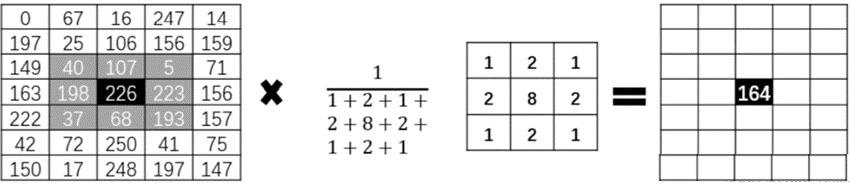 0 67 16 247 14
197 25 106 156 159
149 40 107 5 71
163 198 226 223 156
222 37 68 193 157
42 72 250 41 75
150 17 248 197 147
×
1
1 + 2 + 1 +
2 + 8 + 2 +
1 + 2 + 1
1 2 1
2 8 2
1 2 1
=
164